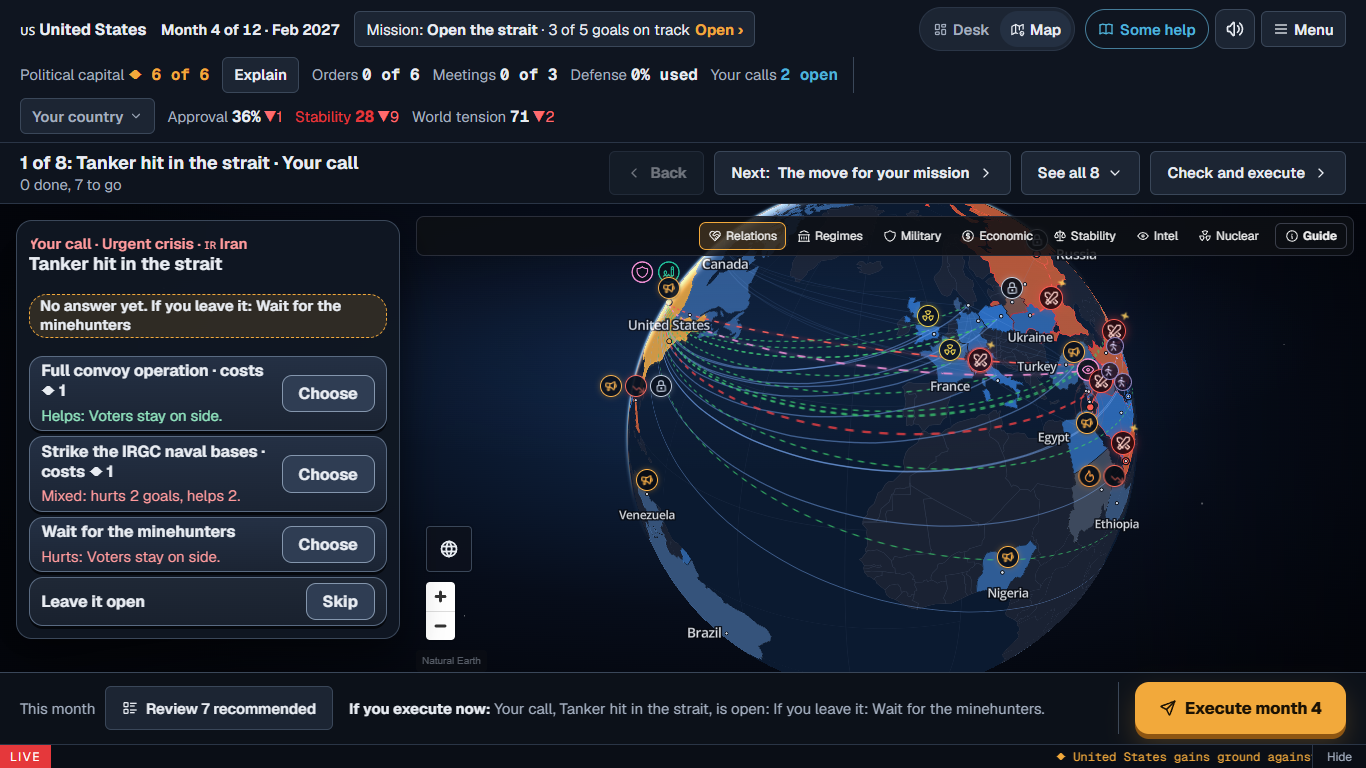 US United States Month 4 of 12 · Feb 2027 Mission: Open the strait · 3 of 5 goals on track Open › Desk Map Some help Menu
Political capital ◆ 6 of 6 Explain Orders 0 of 6 Meetings 0 of 3 Defense 0% used Your calls 2 open
Your country Approval 36% ▼1 Stability 28 ▼9 World tension 71 ▼2
1 of 8: Tanker hit in the strait · Your call
0 done, 7 to go
Back Next: The move for your mission See all 8 Check and execute
Your call · Urgent crisis · IR Iran
Tanker hit in the strait
No answer yet. If you leave it: Wait for the
minehunters
Full convoy operation · costs
◆ 1
Helps: Voters stay on side.
Choose
Strike the IRGC naval bases ·
costs ◆ 1
Mixed: hurts 2 goals, helps 2.
Choose
Wait for the minehunters
Hurts: Voters stay on side.
Choose
Leave it open Skip
Relations Regimes Military Economic Stability Intel Nuclear Guide
Canada
Russia
United States
Ukraine
Turkey
France
Egypt
Venezuela
Ethiopia
Nigeria
Brazil
+
−
Natural Earth
This month Review 7 recommended If you execute now: Your call, Tanker hit in the strait, is open: If you leave it: Wait for the minehunters. Execute month 4
LIVE ◆ United States gains ground agains Hide